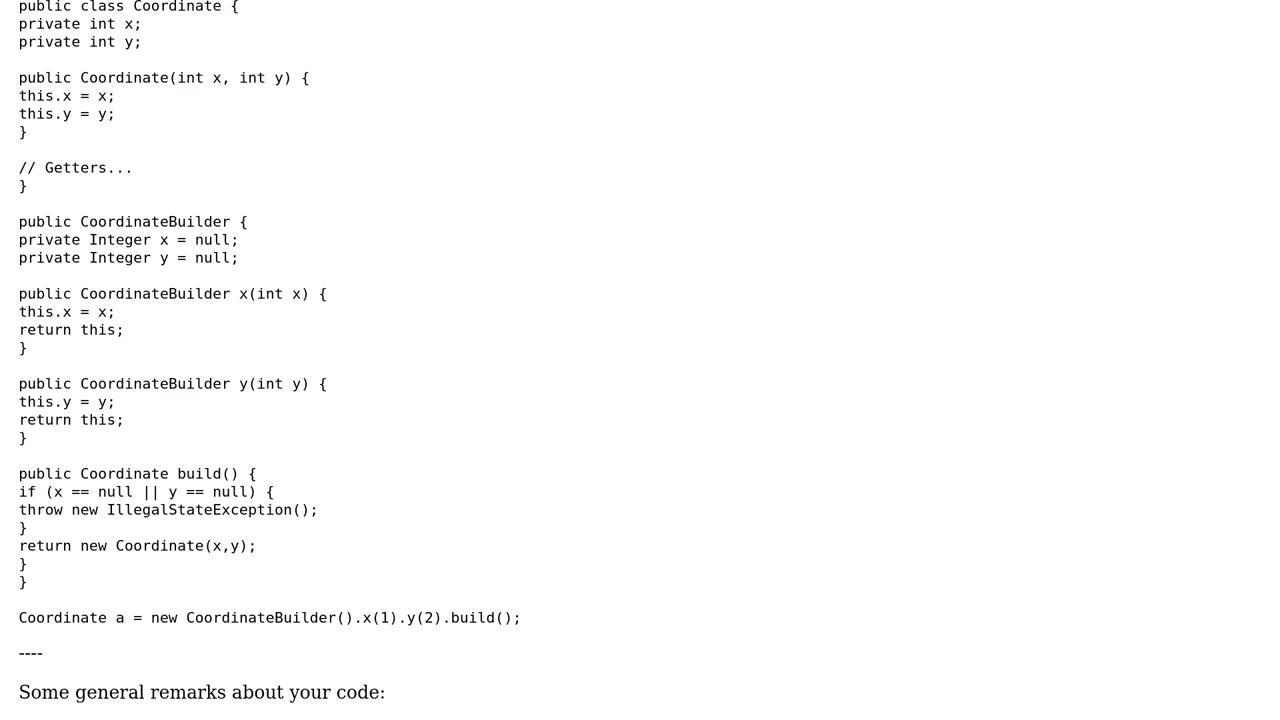 public class Coordinate {
private int x;
private int y;

public Coordinate(int x, int y) {
this.x = x;
this.y = y;
}

// Getters...
}

public CoordinateBuilder {
private Integer x = null;
private Integer y = null;

public CoordinateBuilder x(int x) {
this.x = x;
return this;
}

public CoordinateBuilder y(int y) {
this.y = y;
return this;
}

public Coordinate build() {
if (x == null || y == null) {
throw new IllegalStateException();
}
return new Coordinate(x,y);
}
}

Coordinate a = new CoordinateBuilder().x(1).y(2).build();

----

Some general remarks about your code: